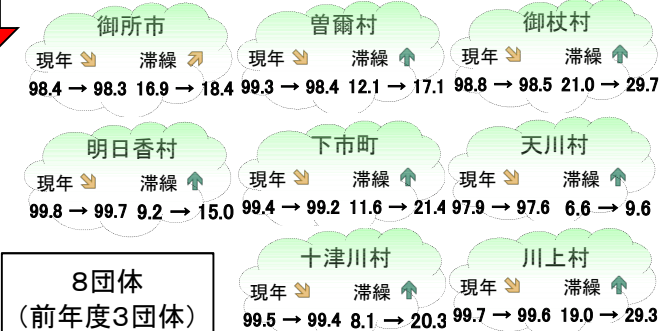 御所市
現年 滞繰
98.4 → 98.3 16.9 → 18.4
曽爾村
現年 滞繰
99.3 → 98.4 12.1 → 17.1
御杖村
現年 滞繰
98.8 → 98.5 21.0 → 29.7
明日香村
現年 滞繰
99.8 → 99.7 9.2 → 15.0
下市町
現年 滞繰
99.4 → 99.2 11.6 → 21.4
天川村
現年 滞繰
97.9 → 97.6 6.6 → 9.6
8団体
（前年度3団体）
十津川村
現年 滞繰
99.5 → 99.4 8.1 → 20.3
川上村
現年 滞繰
99.7 → 99.6 19.0 → 29.3